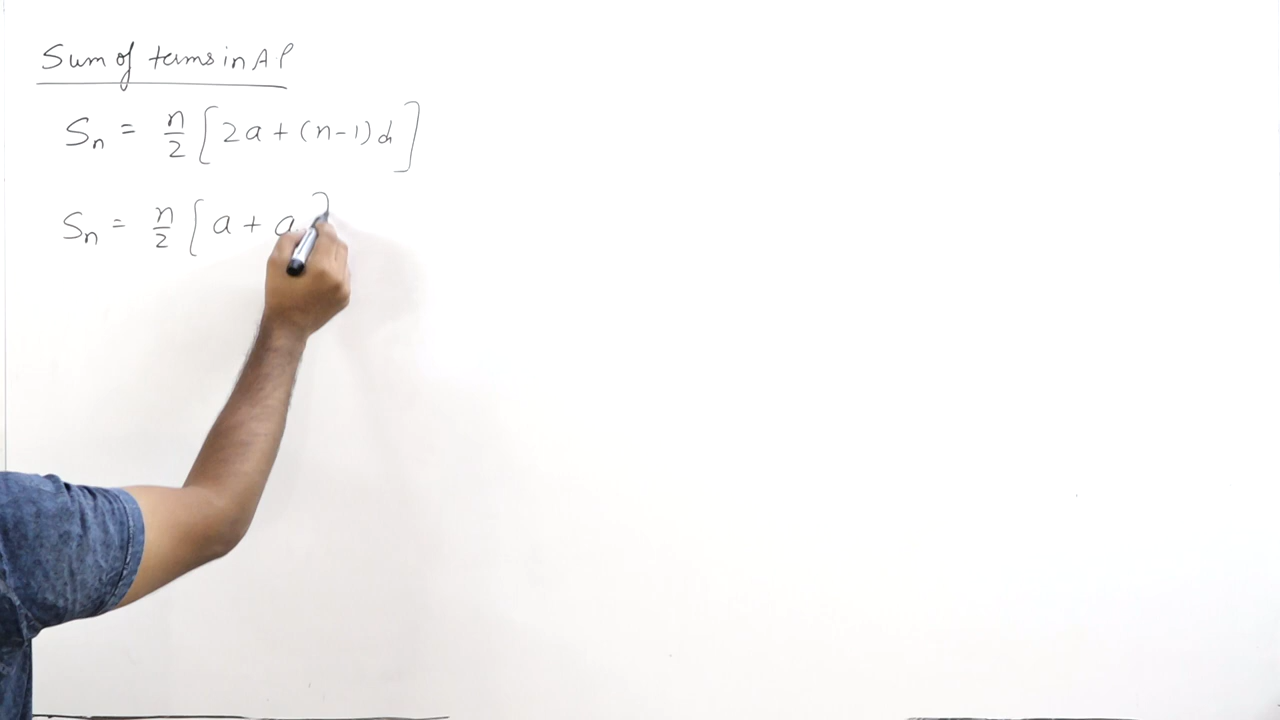 Sum of terms in A.P
Sn = n/2 [2a + (n-1)d]
Sn = n/2 [a + a